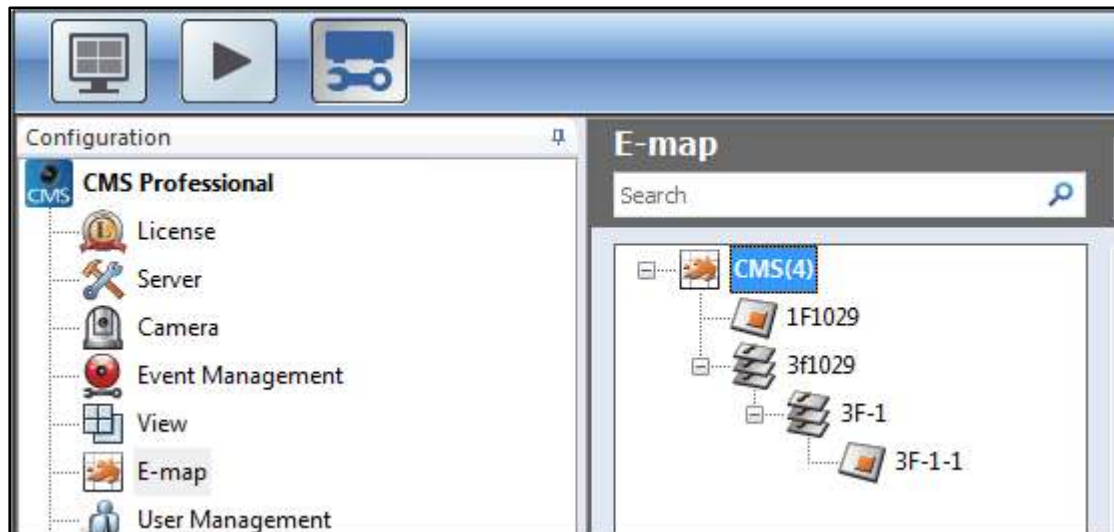 Configuration
CMS Professional
CMS
License
Server
Camera
Event Management
View
E-map
User Management
E-map
Search
CMS(4)
1F1029
3f1029
3F-1
3F-1-1